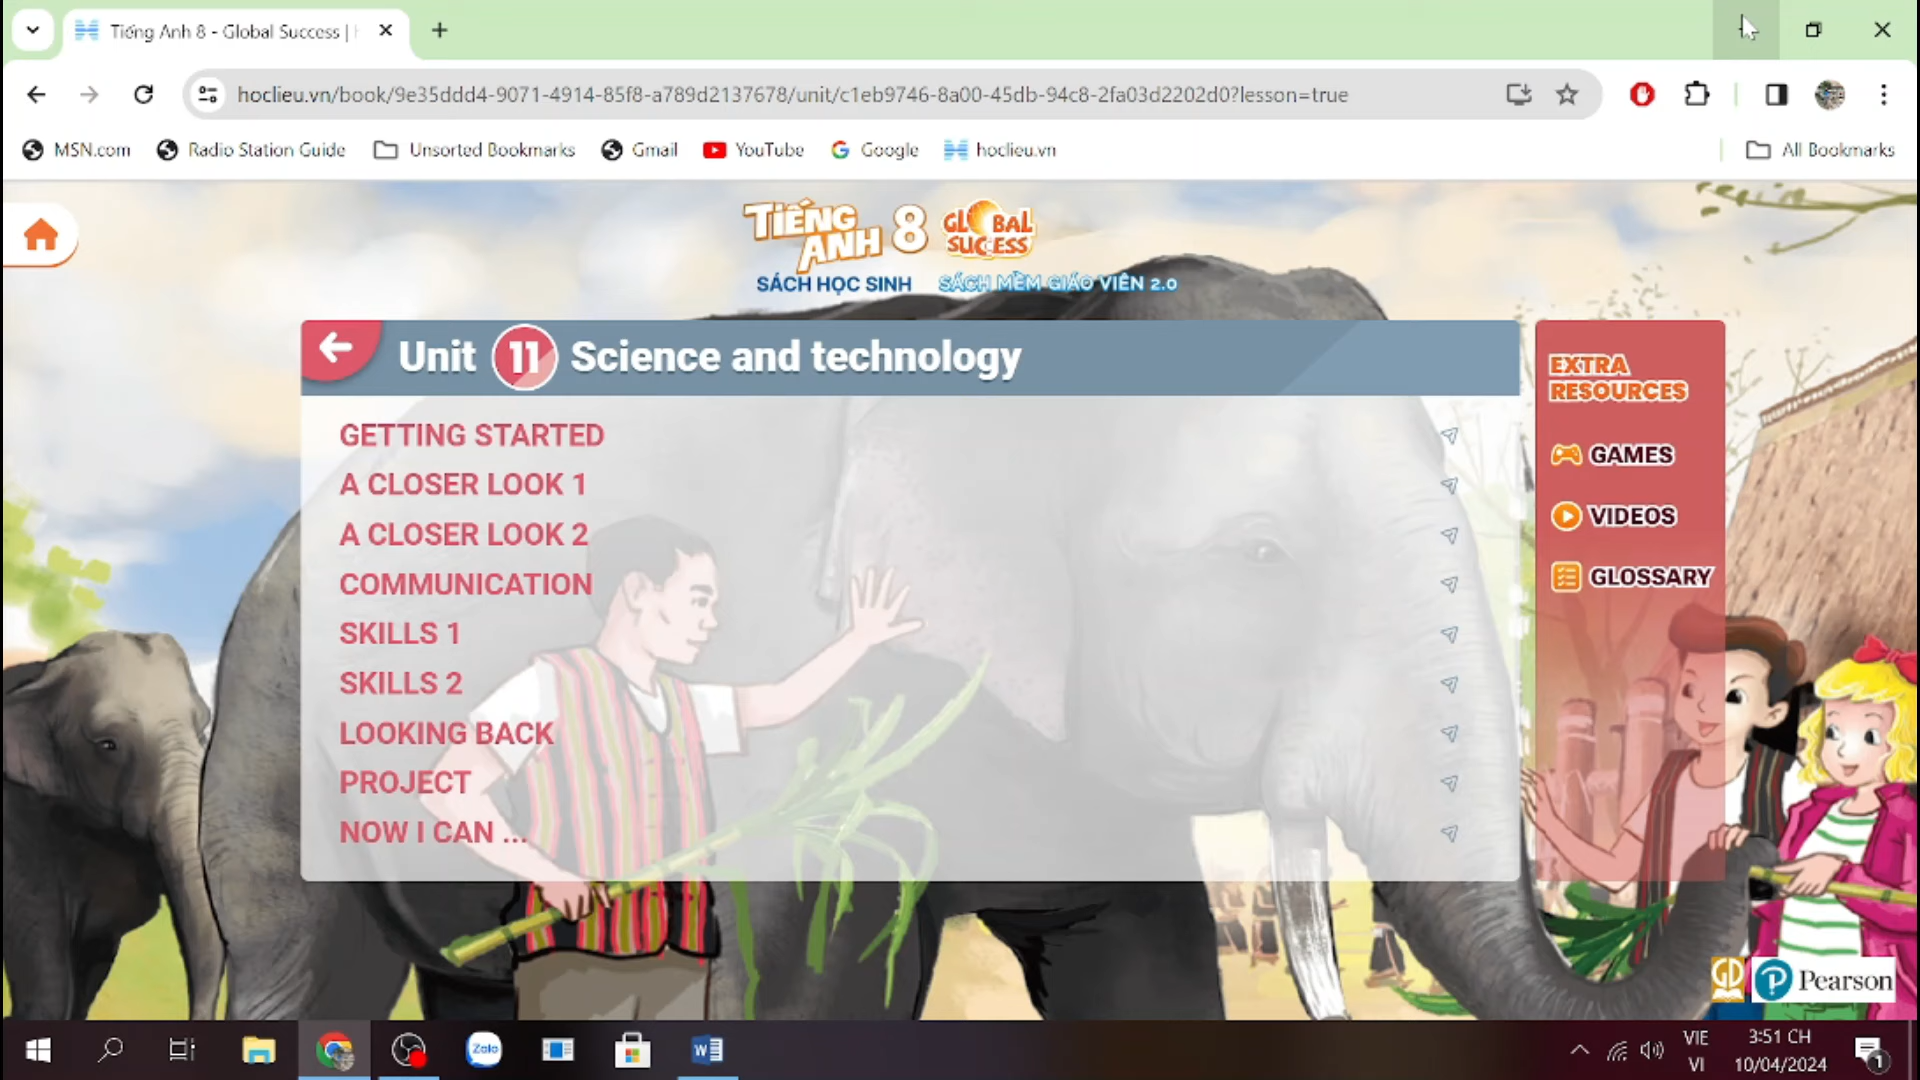 Tiếng Anh 8 - Global Success |
hoclieu.vn/book/9e35ddd4-9071-4914-85f8-a789d2137678/unit/c1eb9746-8a00-45db-94c8-2fa03d2202d0?lesson=true
MSN.com Radio Station Guide Unsorted Bookmarks Gmail YouTube Google hoclieu.vn All Bookmarks
TIẾNG ANH 8 GLOBAL SUCCESS
SÁCH HỌC SINH SÁCH MỀM GIÁO VIÊN 2.0
Unit 11 Science and technology
EXTRA
RESOURCES
GETTING STARTED
GAMES
A CLOSER LOOK 1
VIDEOS
A CLOSER LOOK 2
COMMUNICATION
GLOSSARY
SKILLS 1
SKILLS 2
LOOKING BACK
PROJECT
NOW I CAN ...
GD Pearson
Zalo
VIE
VI
3:51 CH
10/04/2024
1